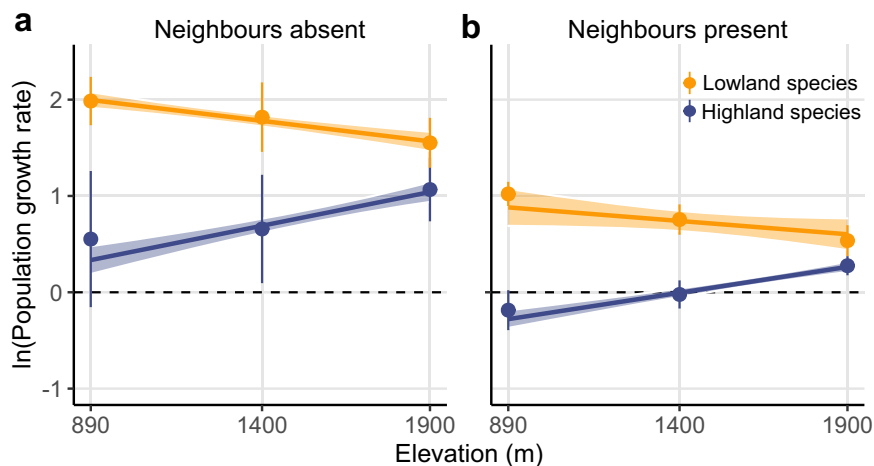 a
Neighbours absent
b
Neighbours present
ln(Population growth rate)
2
1
0
-1
Lowland species
Highland species
890
1400
1900
890
1400
1900
Elevation (m)